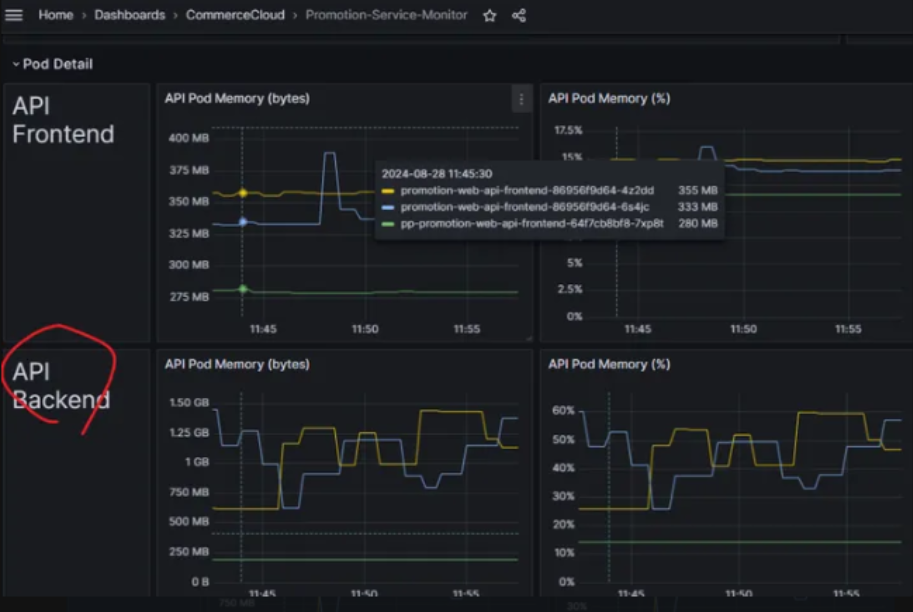 Home › Dashboards › CommerceCloud › Promotion-Service-Monitor
Pod Detail
API
Frontend
API Pod Memory (bytes)
400 MB
375 MB
350 MB
325 MB
300 MB
275 MB
11:45 11:50 11:55
2024-08-28 11:45:30
promotion-web-api-frontend-86956f9d64-4z2dd 355 MB
promotion-web-api-frontend-86956f9d64-6s4jc 333 MB
pp-promotion-web-api-frontend-64f7cb8bf8-7xp8t 280 MB
API Pod Memory (%)
17.5%
15%
5%
2.5%
0%
11:45 11:50 11:55
API
Backend
API Pod Memory (bytes)
1.50 GB
1.25 GB
1 GB
750 MB
500 MB
250 MB
0 B
11:45 11:50 11:55
API Pod Memory (%)
60%
50%
40%
30%
20%
10%
0%
11:45 11:50 11:55
750 MB
30%